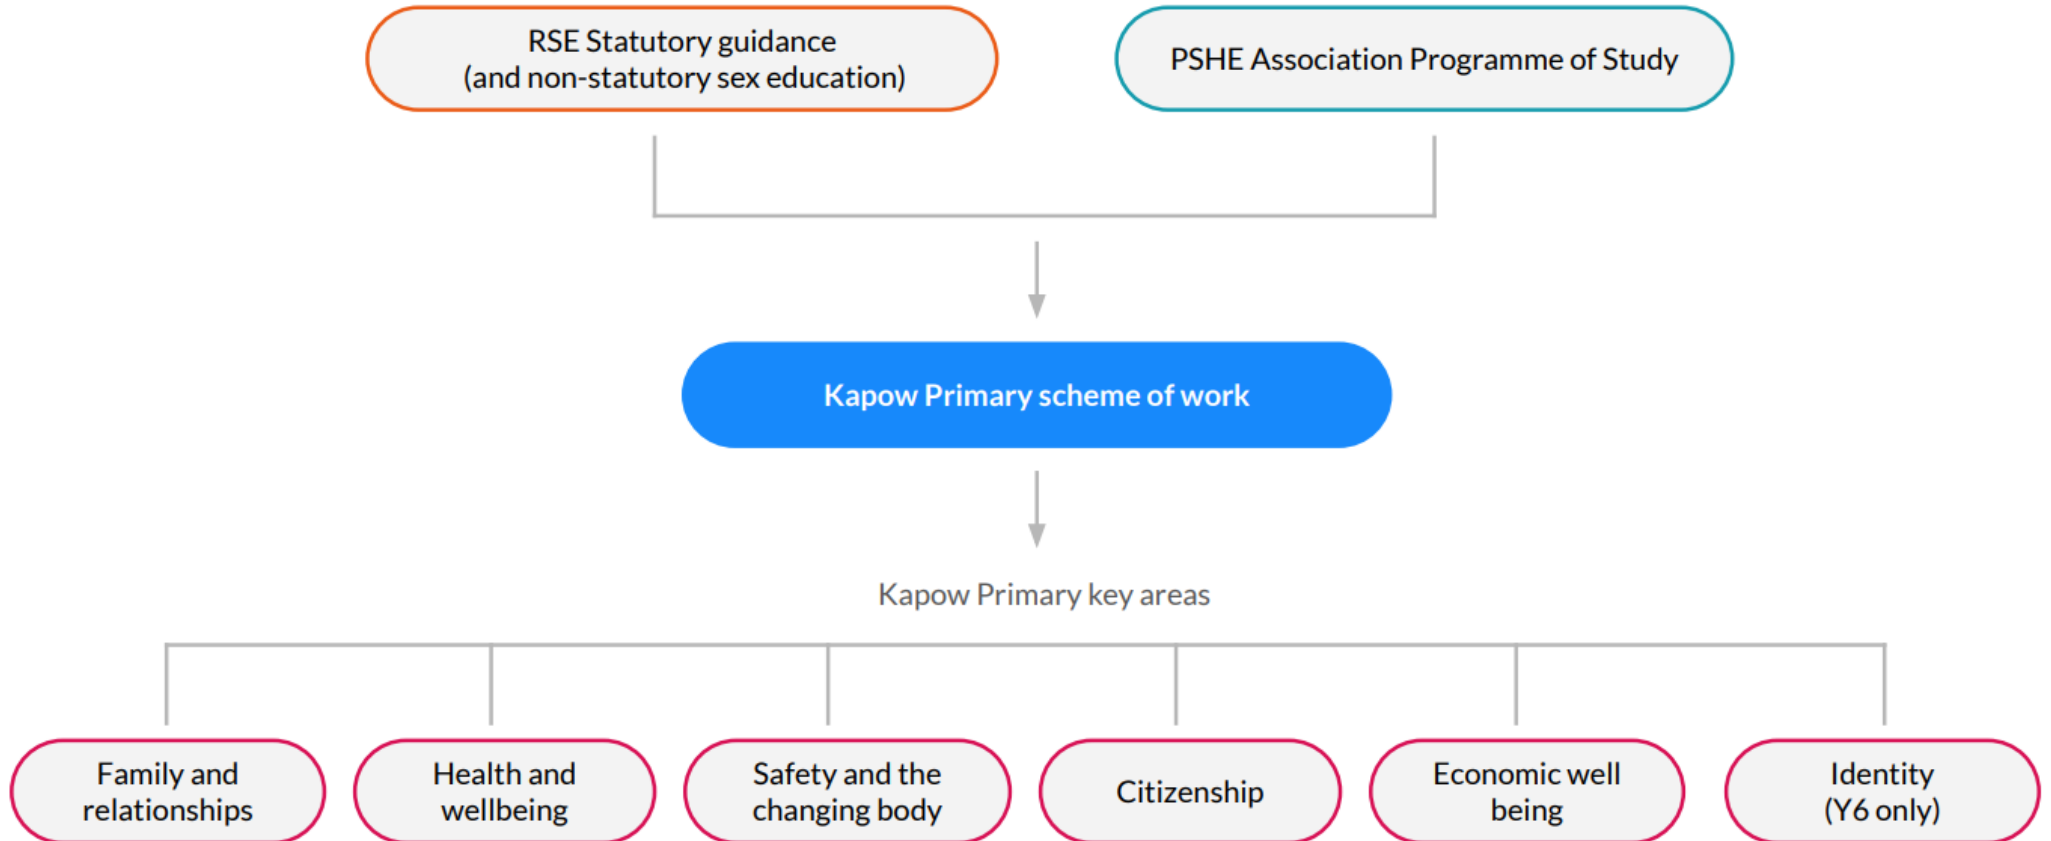 RSE Statutory guidance
(and non-statutory sex education)
PSHE Association Programme of Study
Kapow Primary scheme of work
Kapow Primary key areas
Family and
relationships
Health and
wellbeing
Safety and the
changing body
Citizenship
Economic well
being
Identity
(Y6 only)